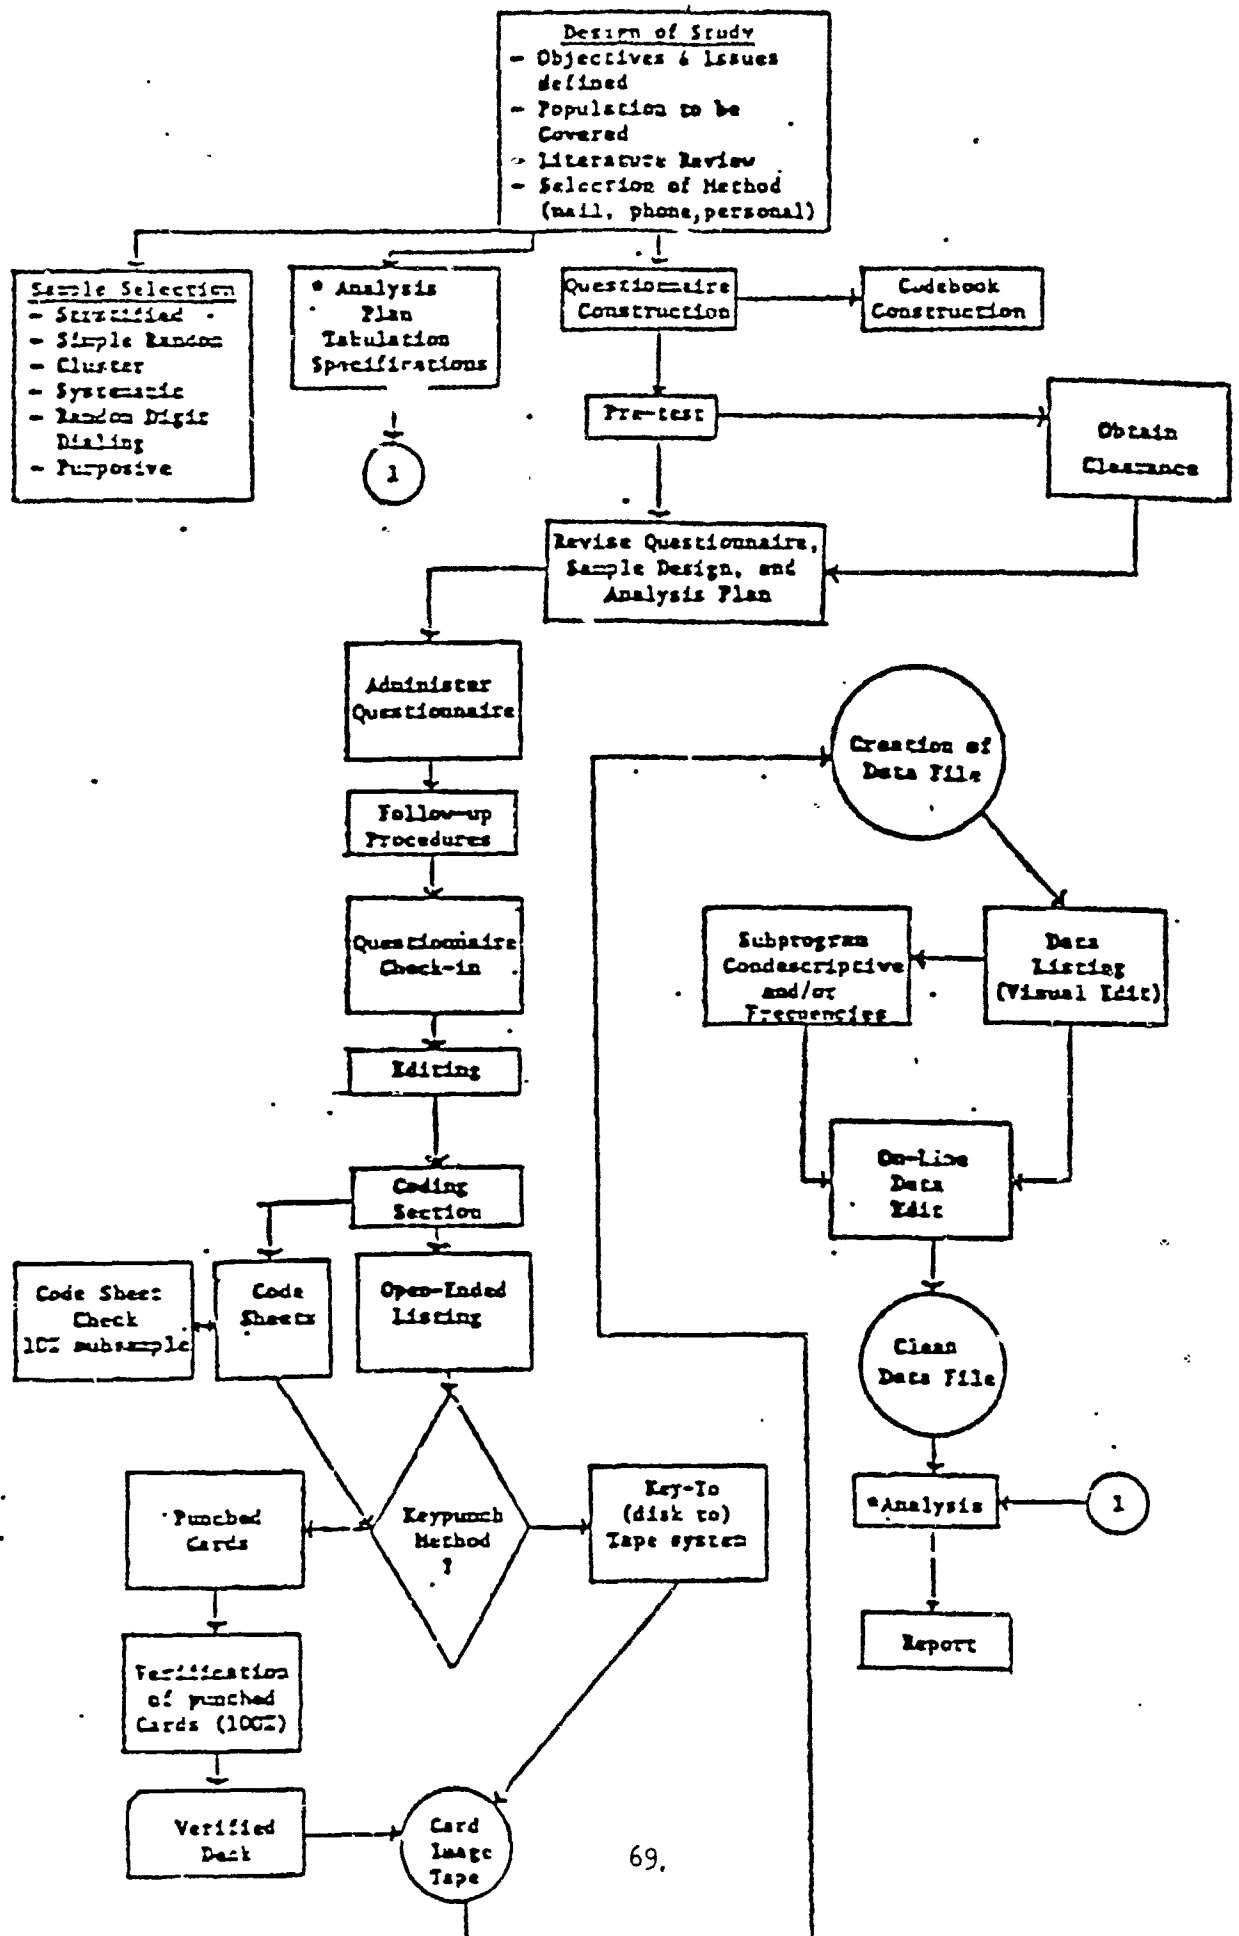 Design of Study
- Objectives & Issues
defined
- Population to be
Covered
- Literature Review
- Selection of Method
(mail, phone, personal)
Sample Selection
- Stratified
- Simple Random
- Cluster
- Systematic
- Random Digit
Dialing
- Purposive
* Analysis
Plan
Tabulation
Specifications
1
Questionnaire
Construction
Codebook
Construction
Pre-test
Obtain
Clearance
Revise Questionnaire,
Sample Design, and
Analysis Plan
Administer
Questionnaire
Follow-up
Procedures
Questionnaire
Check-in
Editing
Coding
Section
Code Sheet
Check
10% subsample
Code
Sheets
Open-Ended
Listing
Keypunch
Method
?
Punched
Cards
Key-To
(disk to)
Tape system
Verification
of punched
Cards (100%)
Verified
Deck
Card
Image
Tape
Creation of
Data File
Data
Listing
(Visual Edit)
Subprogram
Condescriptive
and/or
Frequencies
On-Line
Data
Edit
Clean
Data File
*Analysis
1
Report
69.